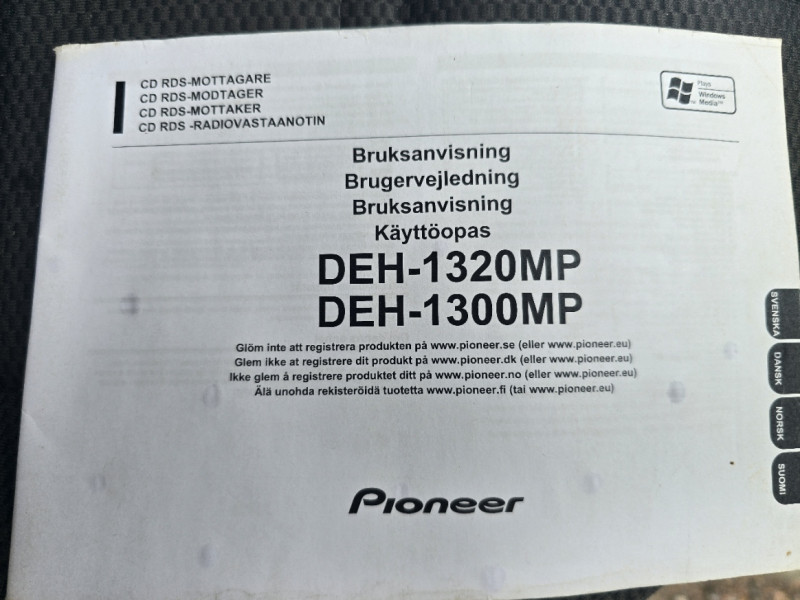 CD RDS-MOTTAGARE
CD RDS-MODTAGER
CD RDS-MOTTAKER
CD RDS -RADIOVASTAANOTIN
Plays
Windows
Media™
Bruksanvisning
Brugervejledning
Bruksanvisning
Käyttöopas
DEH-1320MP
DEH-1300MP
Glöm inte att registrera produkten på www.pioneer.se (eller www.pioneer.eu)
Glem ikke at registrere dit produkt på www.pioneer.dk (eller www.pioneer.eu)
Ikke glem å registrere produktet ditt på www.pioneer.no (eller www.pioneer.eu)
Älä unohda rekisteröidä tuotetta www.pioneer.fi (tai www.pioneer.eu)
SVENSKA
DANSK
NORSK
SUOMI
Pioneer